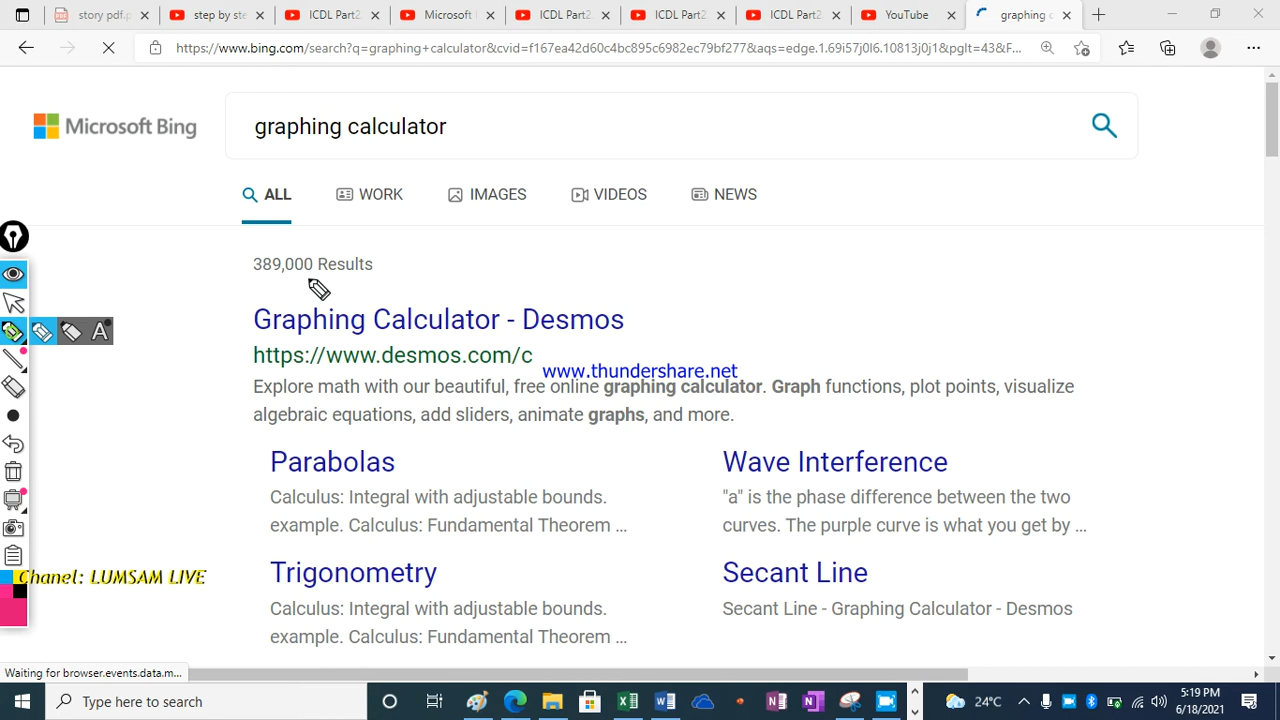 story pdf.p
step by ste
ICDL Part2.
Microsoft
ICDL Part2
ICDL Part2
ICDL Part2
YouTube
graphing c
https://www.bing.com/search?q=graphing+calculator&cvid=f167ea42d60c4bc895c6982ec79bf277&aqs=edge.1.69i57j0l6.10813j0j1&pglt=43&F...
Microsoft Bing
graphing calculator
ALL WORK IMAGES VIDEOS NEWS
389,000 Results
Graphing Calculator - Desmos
https://www.desmos.com/c
www.thundershare.net
Explore math with our beautiful, free online graphing calculator. Graph functions, plot points, visualize
algebraic equations, add sliders, animate graphs, and more.
Parabolas
Calculus: Integral with adjustable bounds.
example. Calculus: Fundamental Theorem ...
Wave Interference
"a" is the phase difference between the two
curves. The purple curve is what you get by ...
Trigonometry
Calculus: Integral with adjustable bounds.
example. Calculus: Fundamental Theorem ...
Secant Line
Secant Line - Graphing Calculator - Desmos
A
Chanel: LUMSAM LIVE
Waiting for browser.events.data.m...
Type here to search
24°C
5:19 PM
6/18/2021